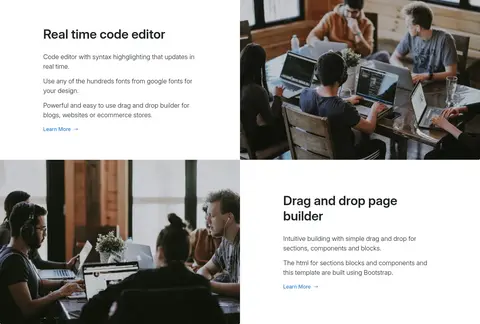 Real time code editor
Code editor with syntax highglighting that updates in
real time.
Use any of the hundreds fonts from google fonts for
your design.
Powerful and easy to use drag and drop builder for
blogs, websites or ecommerce stores.
Learn More →
Drag and drop page
builder
Intuitive building with simple drag and drop for
sections, components and blocks.
The html for sections blocks and components and
this template are built using Bootstrap.
Learn More →